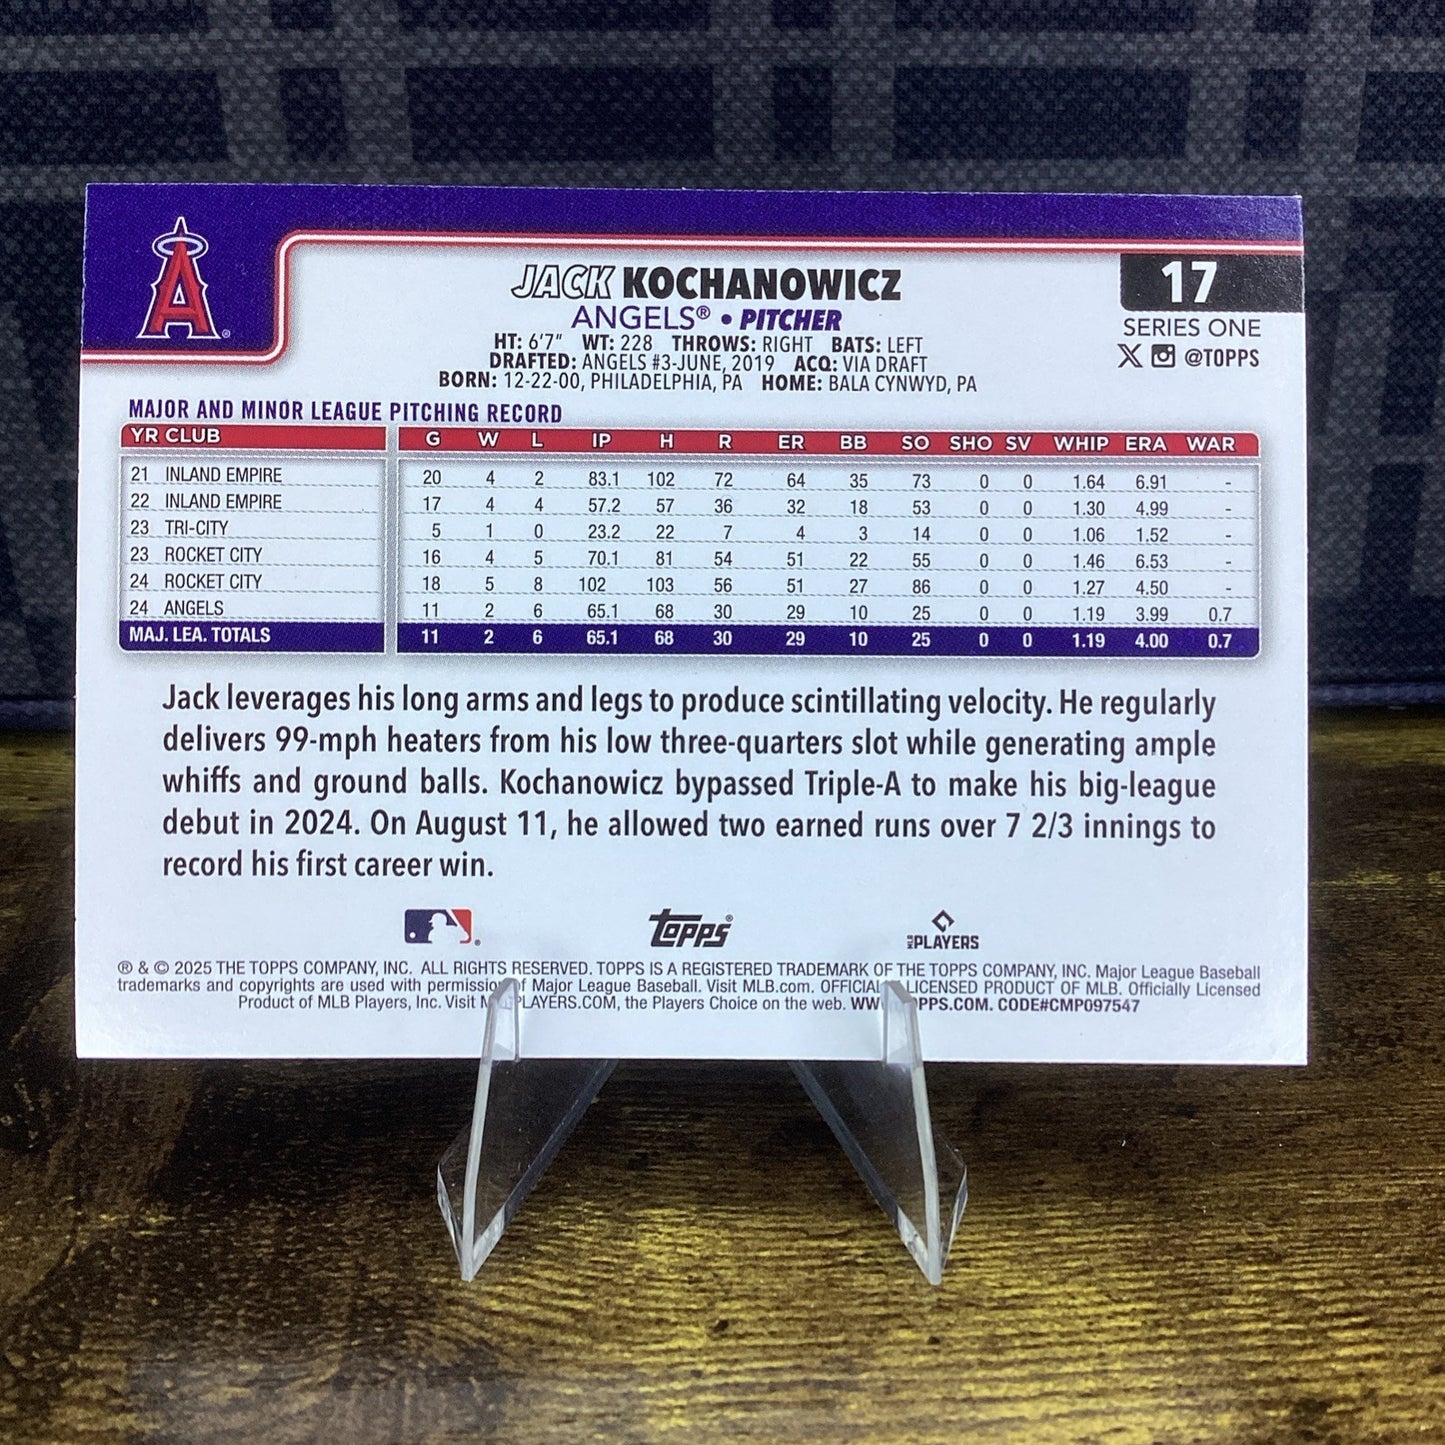 A
JACK KOCHANOWICZ
17
ANGELS® • PITCHER
SERIES ONE
@TOPPS
HT: 6'7" WT: 228 THROWS: RIGHT BATS: LEFT
DRAFTED: ANGELS #3-JUNE, 2019 ACQ: VIA DRAFT
BORN: 12-22-00, PHILADELPHIA, PA HOME: BALA CYNWYD, PA
MAJOR AND MINOR LEAGUE PITCHING RECORD
YR CLUB G W L IP H R ER BB SO SHO SV WHIP ERA WAR
21 INLAND EMPIRE 20 4 2 83.1 102 72 64 35 73 0 0 1.64 6.91 -
22 INLAND EMPIRE 17 4 4 57.2 57 36 32 18 53 0 0 1.30 4.99 -
23 TRI-CITY 5 1 0 23.2 22 7 4 3 14 0 0 1.06 1.52 -
23 ROCKET CITY 16 4 5 70.1 81 54 51 22 55 0 0 1.46 6.53 -
24 ROCKET CITY 18 5 8 102 103 56 51 27 86 0 0 1.27 4.50 -
24 ANGELS 11 2 6 65.1 68 30 29 10 25 0 0 1.19 3.99 0.7
MAJ. LEA. TOTALS 11 2 6 65.1 68 30 29 10 25 0 0 1.19 4.00 0.7
Jack leverages his long arms and legs to produce scintillating velocity. He regularly
delivers 99-mph heaters from his low three-quarters slot while generating ample
whiffs and ground balls. Kochanowicz bypassed Triple-A to make his big-league
debut in 2024. On August 11, he allowed two earned runs over 7 2/3 innings to
record his first career win.
Topps®
MLB PLAYERS
® & © 2025 THE TOPPS COMPANY, INC. ALL RIGHTS RESERVED. TOPPS IS A REGISTERED TRADEMARK OF THE TOPPS COMPANY, INC. Major League Baseball
trademarks and copyrights are used with permission of Major League Baseball. Visit MLB.com. OFFICIALLY LICENSED PRODUCT OF MLB. Officially Licensed
Product of MLB Players, Inc. Visit PLAYERS.COM, the Players Choice on the web. CODE#CMP097547